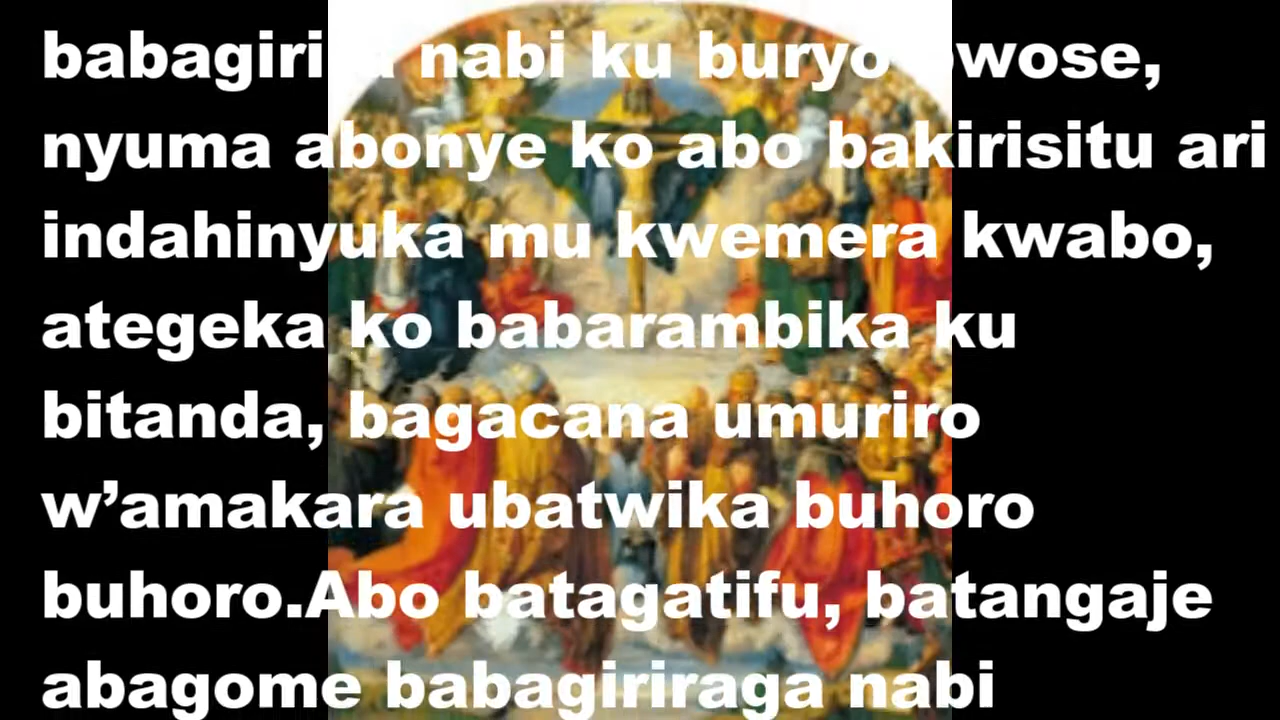 nabi ku buryo bwose,
nyuma abonye ko abo bakirisitu ari
indahinyuka mu kwemera kwabo,
ategeka ko babarambika ku
bitanda, bagacana umuriro
w’amakara ubatwika buhoro
buhoro.Abo batagatifu, batangaje
abagome babagiriraga nabi